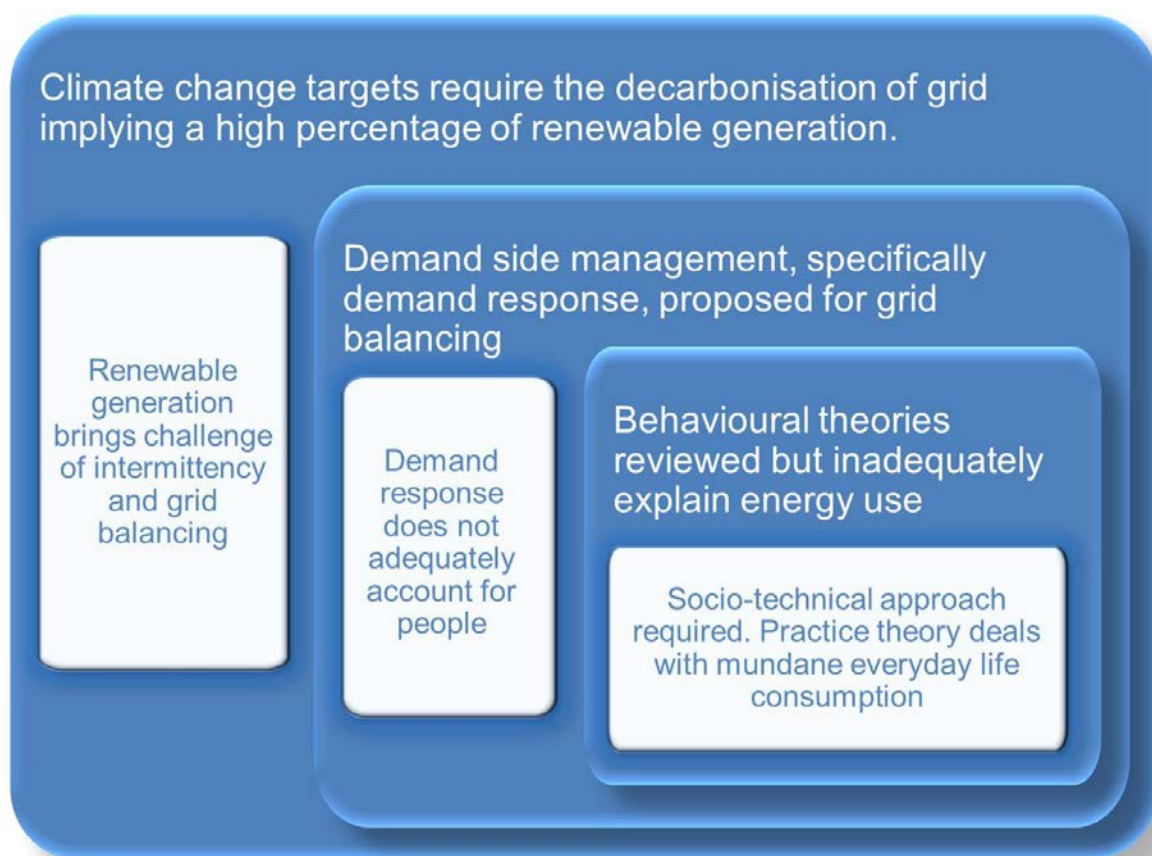 Climate change targets require the decarbonisation of grid
implying a high percentage of renewable generation.
Renewable
generation
brings challenge
of intermittency
and grid
balancing
Demand side management, specifically
demand response, proposed for grid
balancing
Demand
response
does not
adequately
account for
people
Behavioural theories
reviewed but inadequately
explain energy use
Socio-technical approach
required. Practice theory deals
with mundane everyday life
consumption